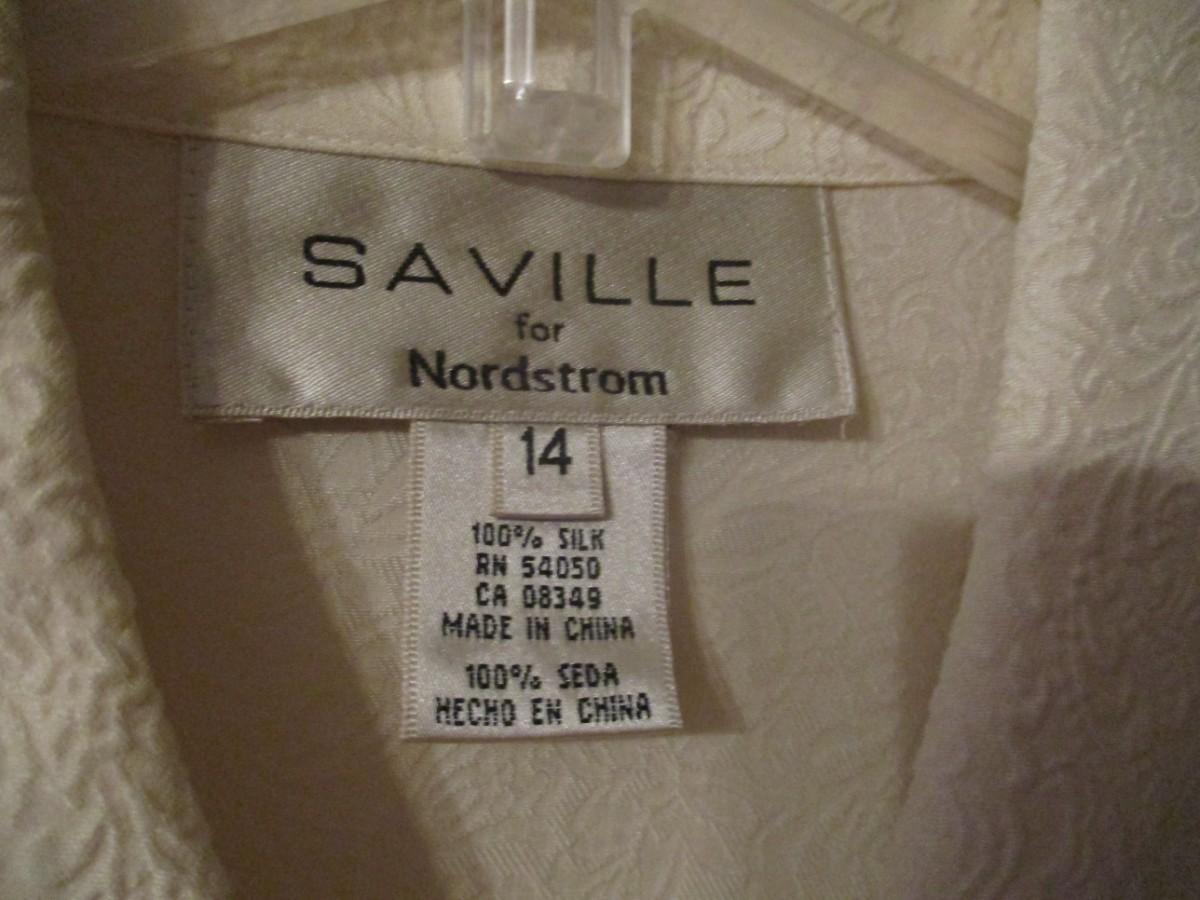 SAVILLE
for
Nordstrom
14
100% SILK
RN 54050
CA 08349
MADE IN CHINA
100% SEDA
HECHO EN CHINA